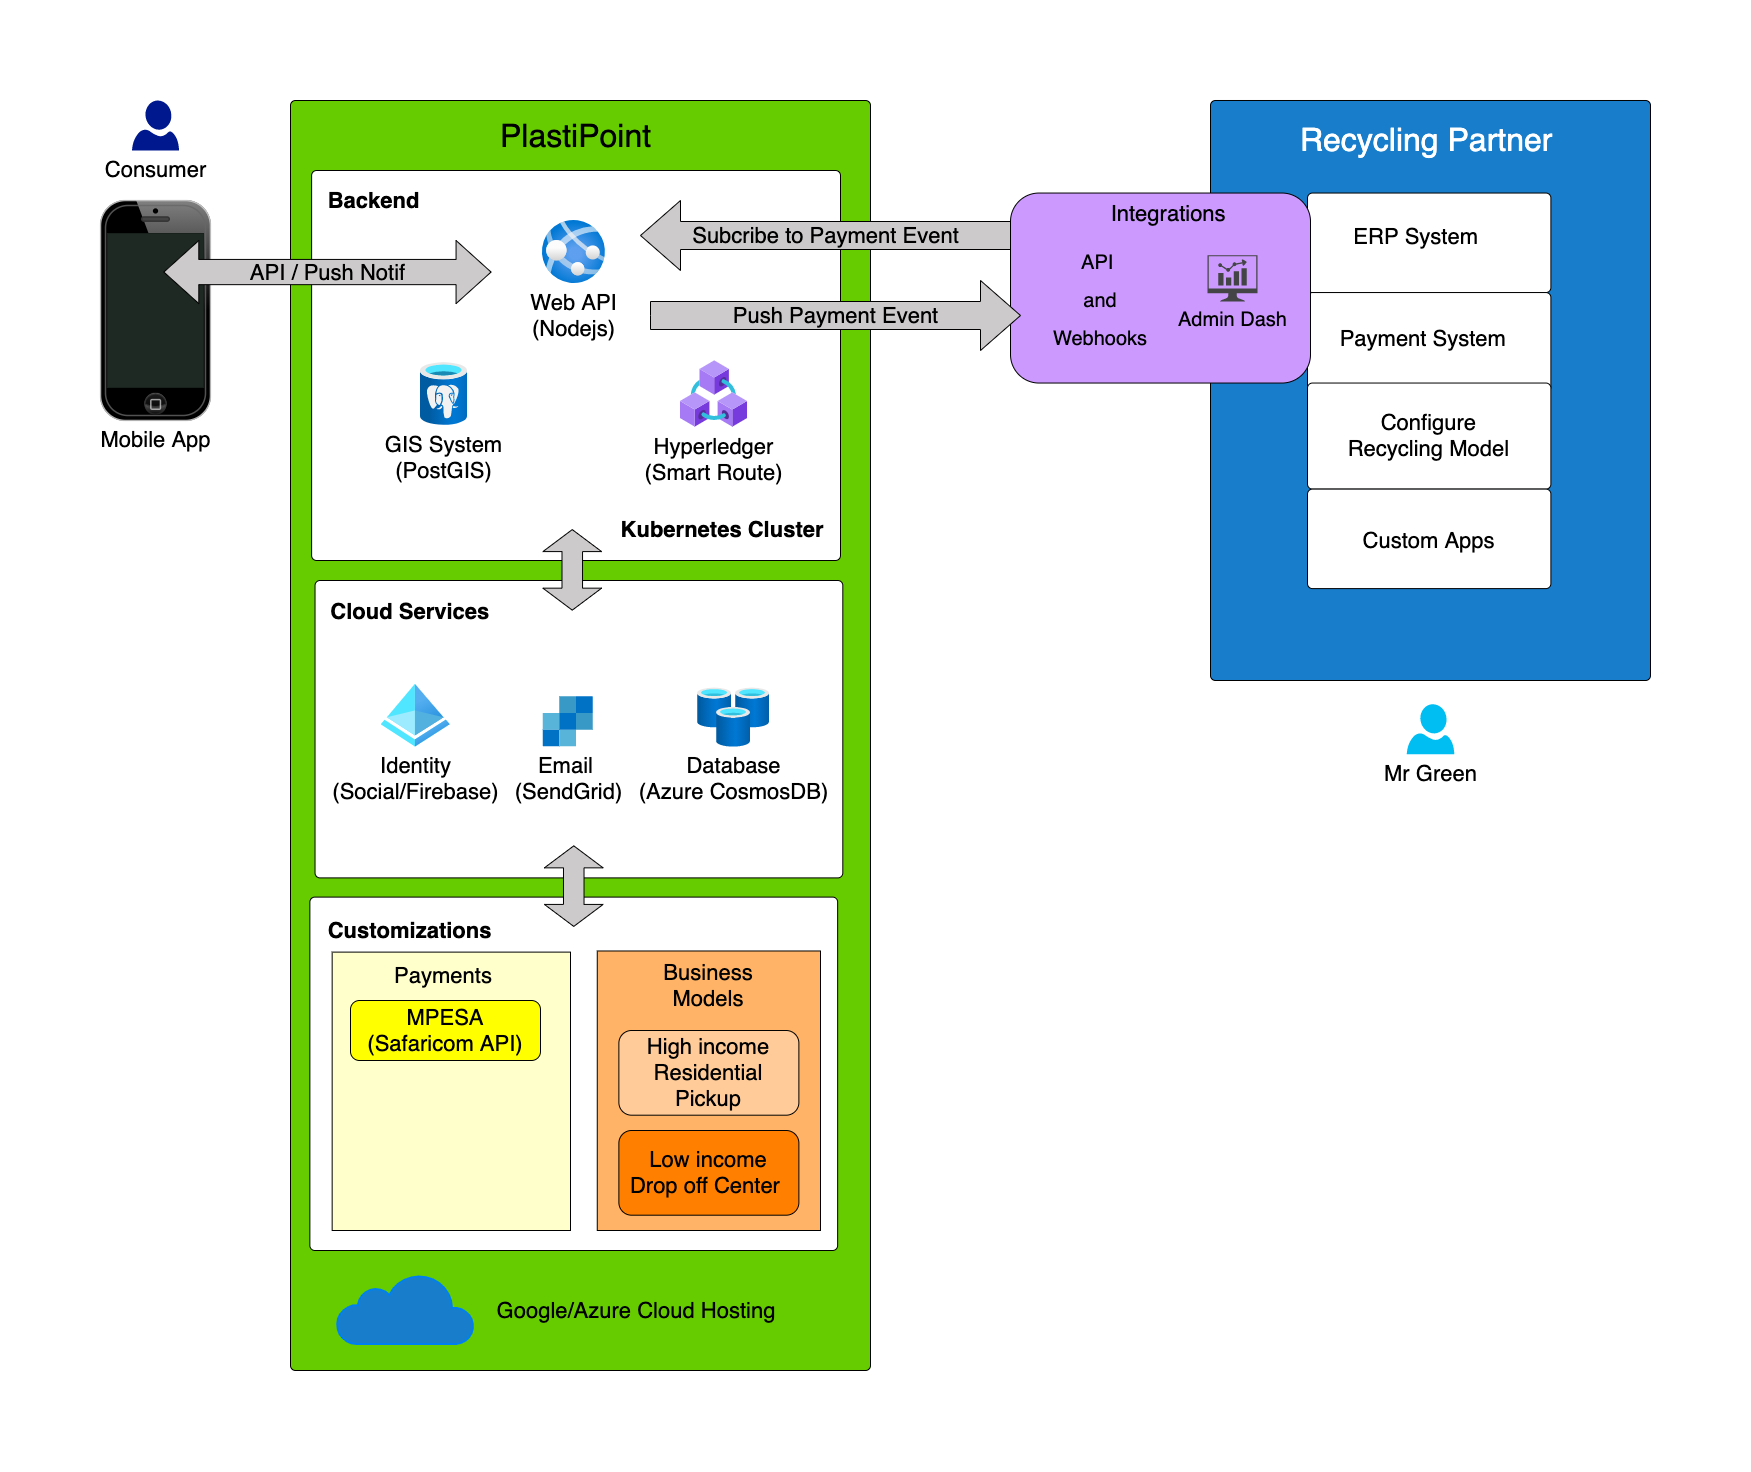 Consumer
Mobile App
API / Push Notif
PlastiPoint
Backend
Web API
(Nodejs)
GIS System
(PostGIS)
Hyperledger
(Smart Route)
Kubernetes Cluster
Subcribe to Payment Event
Push Payment Event
Integrations
API
and
Webhooks
Admin Dash
Recycling Partner
ERP System
Payment System
Configure
Recycling Model
Custom Apps
Mr Green
Cloud Services
Identity
(Social/Firebase)
Email
(SendGrid)
Database
(Azure CosmosDB)
Customizations
Payments
MPESA
(Safaricom API)
Business
Models
High income
Residential
Pickup
Low income
Drop off Center
Google/Azure Cloud Hosting